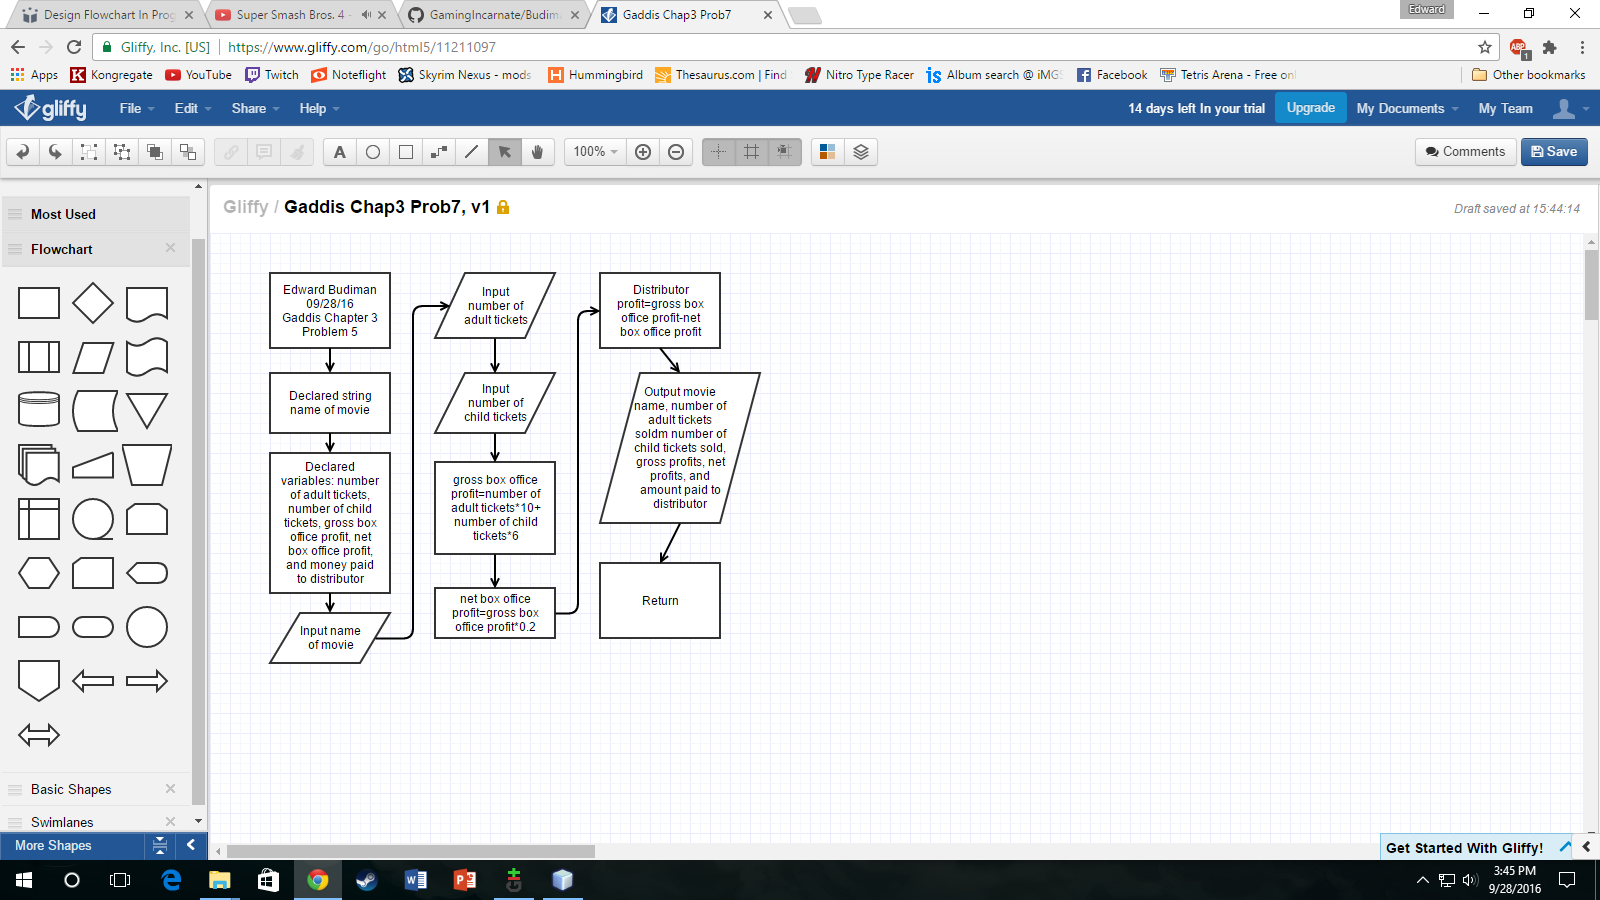 Design Flowchart In Prog
Super Smash Bros. 4 -
GamingIncarnate/Budim
Gaddis Chap3 Prob7
Edward
Gliffy, Inc. [US]
https://www.gliffy.com/go/html5/11211097
ABP
1
Apps
Kongregate
YouTube
Twitch
Noteflight
Skyrim Nexus - mods
Hummingbird
Thesaurus.com | Find
Nitro Type Racer
Album search @ iMGS
Facebook
Tetris Arena - Free onl
Other bookmarks
gliffy
File
Edit
Share
Help
14 days left In your trial
Upgrade
My Documents
My Team
A
100%
Comments
Save
Most Used
Flowchart
Basic Shapes
Swimlanes
More Shapes
Gliffy / Gaddis Chap3 Prob7, v1
Draft saved at 15:44:14
Edward Budiman
09/28/16
Gaddis Chapter 3
Problem 5
Declared string
name of movie
Declared
variables: number
of adult tickets,
number of child
tickets, gross box
office profit, net
box office profit,
and money paid
to distributor
Input name
of movie
Input
number of
adult tickets
Input
number of
child tickets
gross box office
profit=number of
adult tickets*10+
number of child
tickets*6
net box office
profit=gross box
office profit*0.2
Distributor
profit=gross box
office profit-net
box office profit
Output movie
name, number of
adult tickets
soldm number of
child tickets sold,
gross profits, net
profits, and
amount paid to
distributor
Return
Get Started With Gliffy!
3:45 PM
9/28/2016